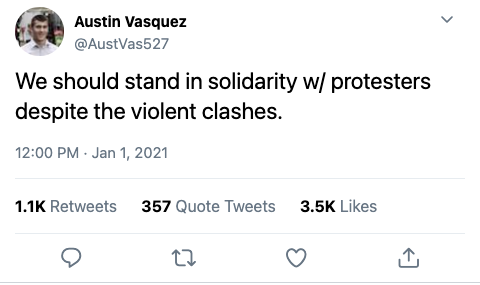 Austin Vasquez
@AustVas527
We should stand in solidarity w/ protesters
despite the violent clashes.
12:00 PM · Jan 1, 2021
1.1K Retweets 357 Quote Tweets 3.5K Likes